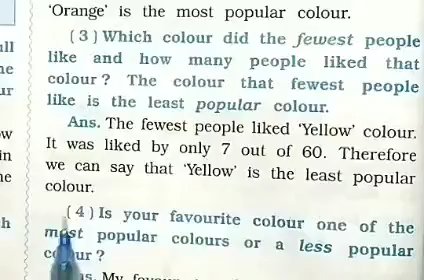 'Orange' is the most popular colour.
(3) Which colour did the fewest people
like and how many people liked that
colour? The colour that fewest people
like is the least popular colour.
Ans. The fewest people liked 'Yellow' colour.
It was liked by only 7 out of 60. Therefore
we can say that 'Yellow' is the least popular
colour.
(4) Is your favourite colour one of the
most popular colours or a less popular
colour?
My